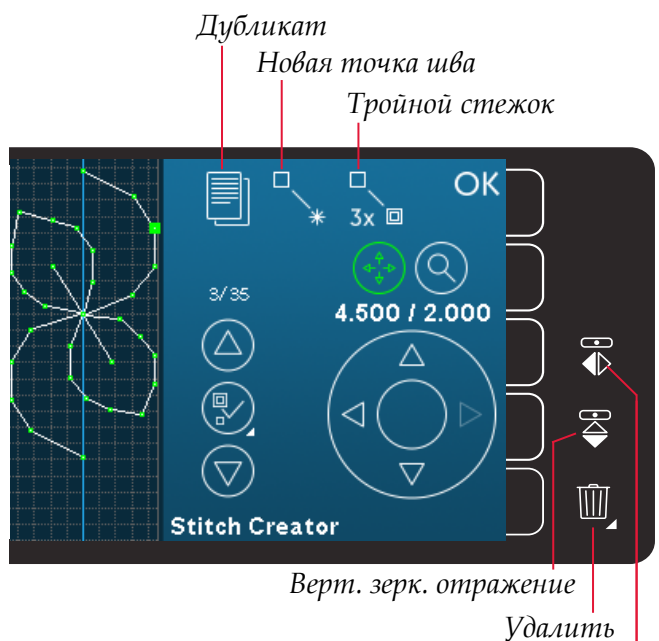 Дубликат
Новая точка шва
Тройной стежок
OK
3x
3/35
4.500 / 2.000
Stitch Creator
Верт. зерк. отражение
Удалить